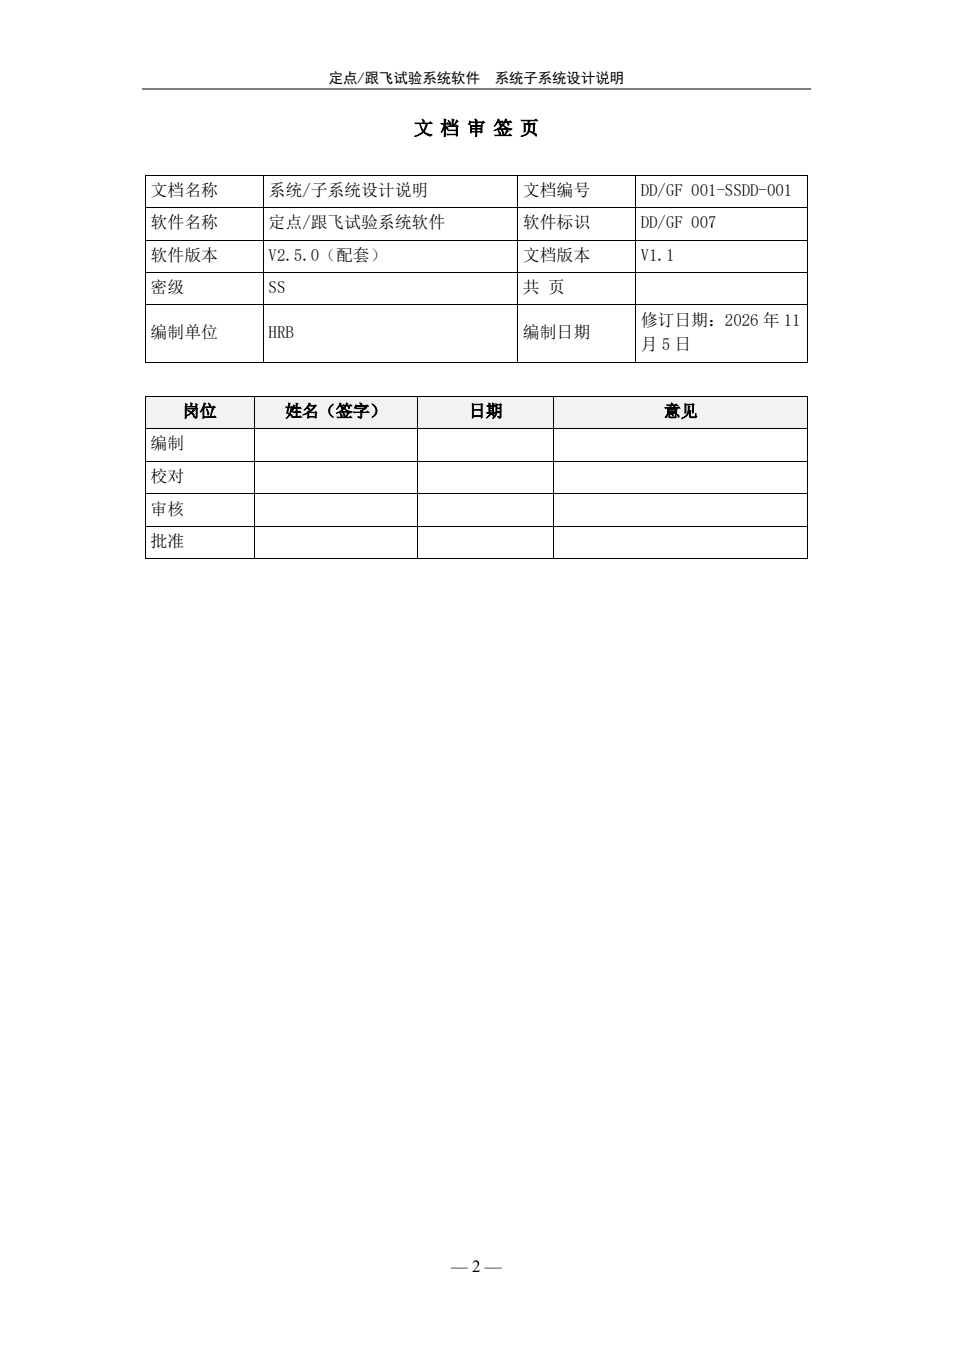 定点/跟飞试验系统软件　系统子系统设计说明
文 档 审 签 页
文档名称 系统/子系统设计说明 文档编号 DD/GF 001-SSDD-001
软件名称 定点/跟飞试验系统软件 软件标识 DD/GF 007
软件版本 V2.5.0（配套） 文档版本 V1.1
密级 SS 共 页
编制单位 HRB 编制日期 修订日期：2026 年 11
月 5 日
岗位 姓名（签字） 日期 意见
编制
校对
审核
批准
— 2 —